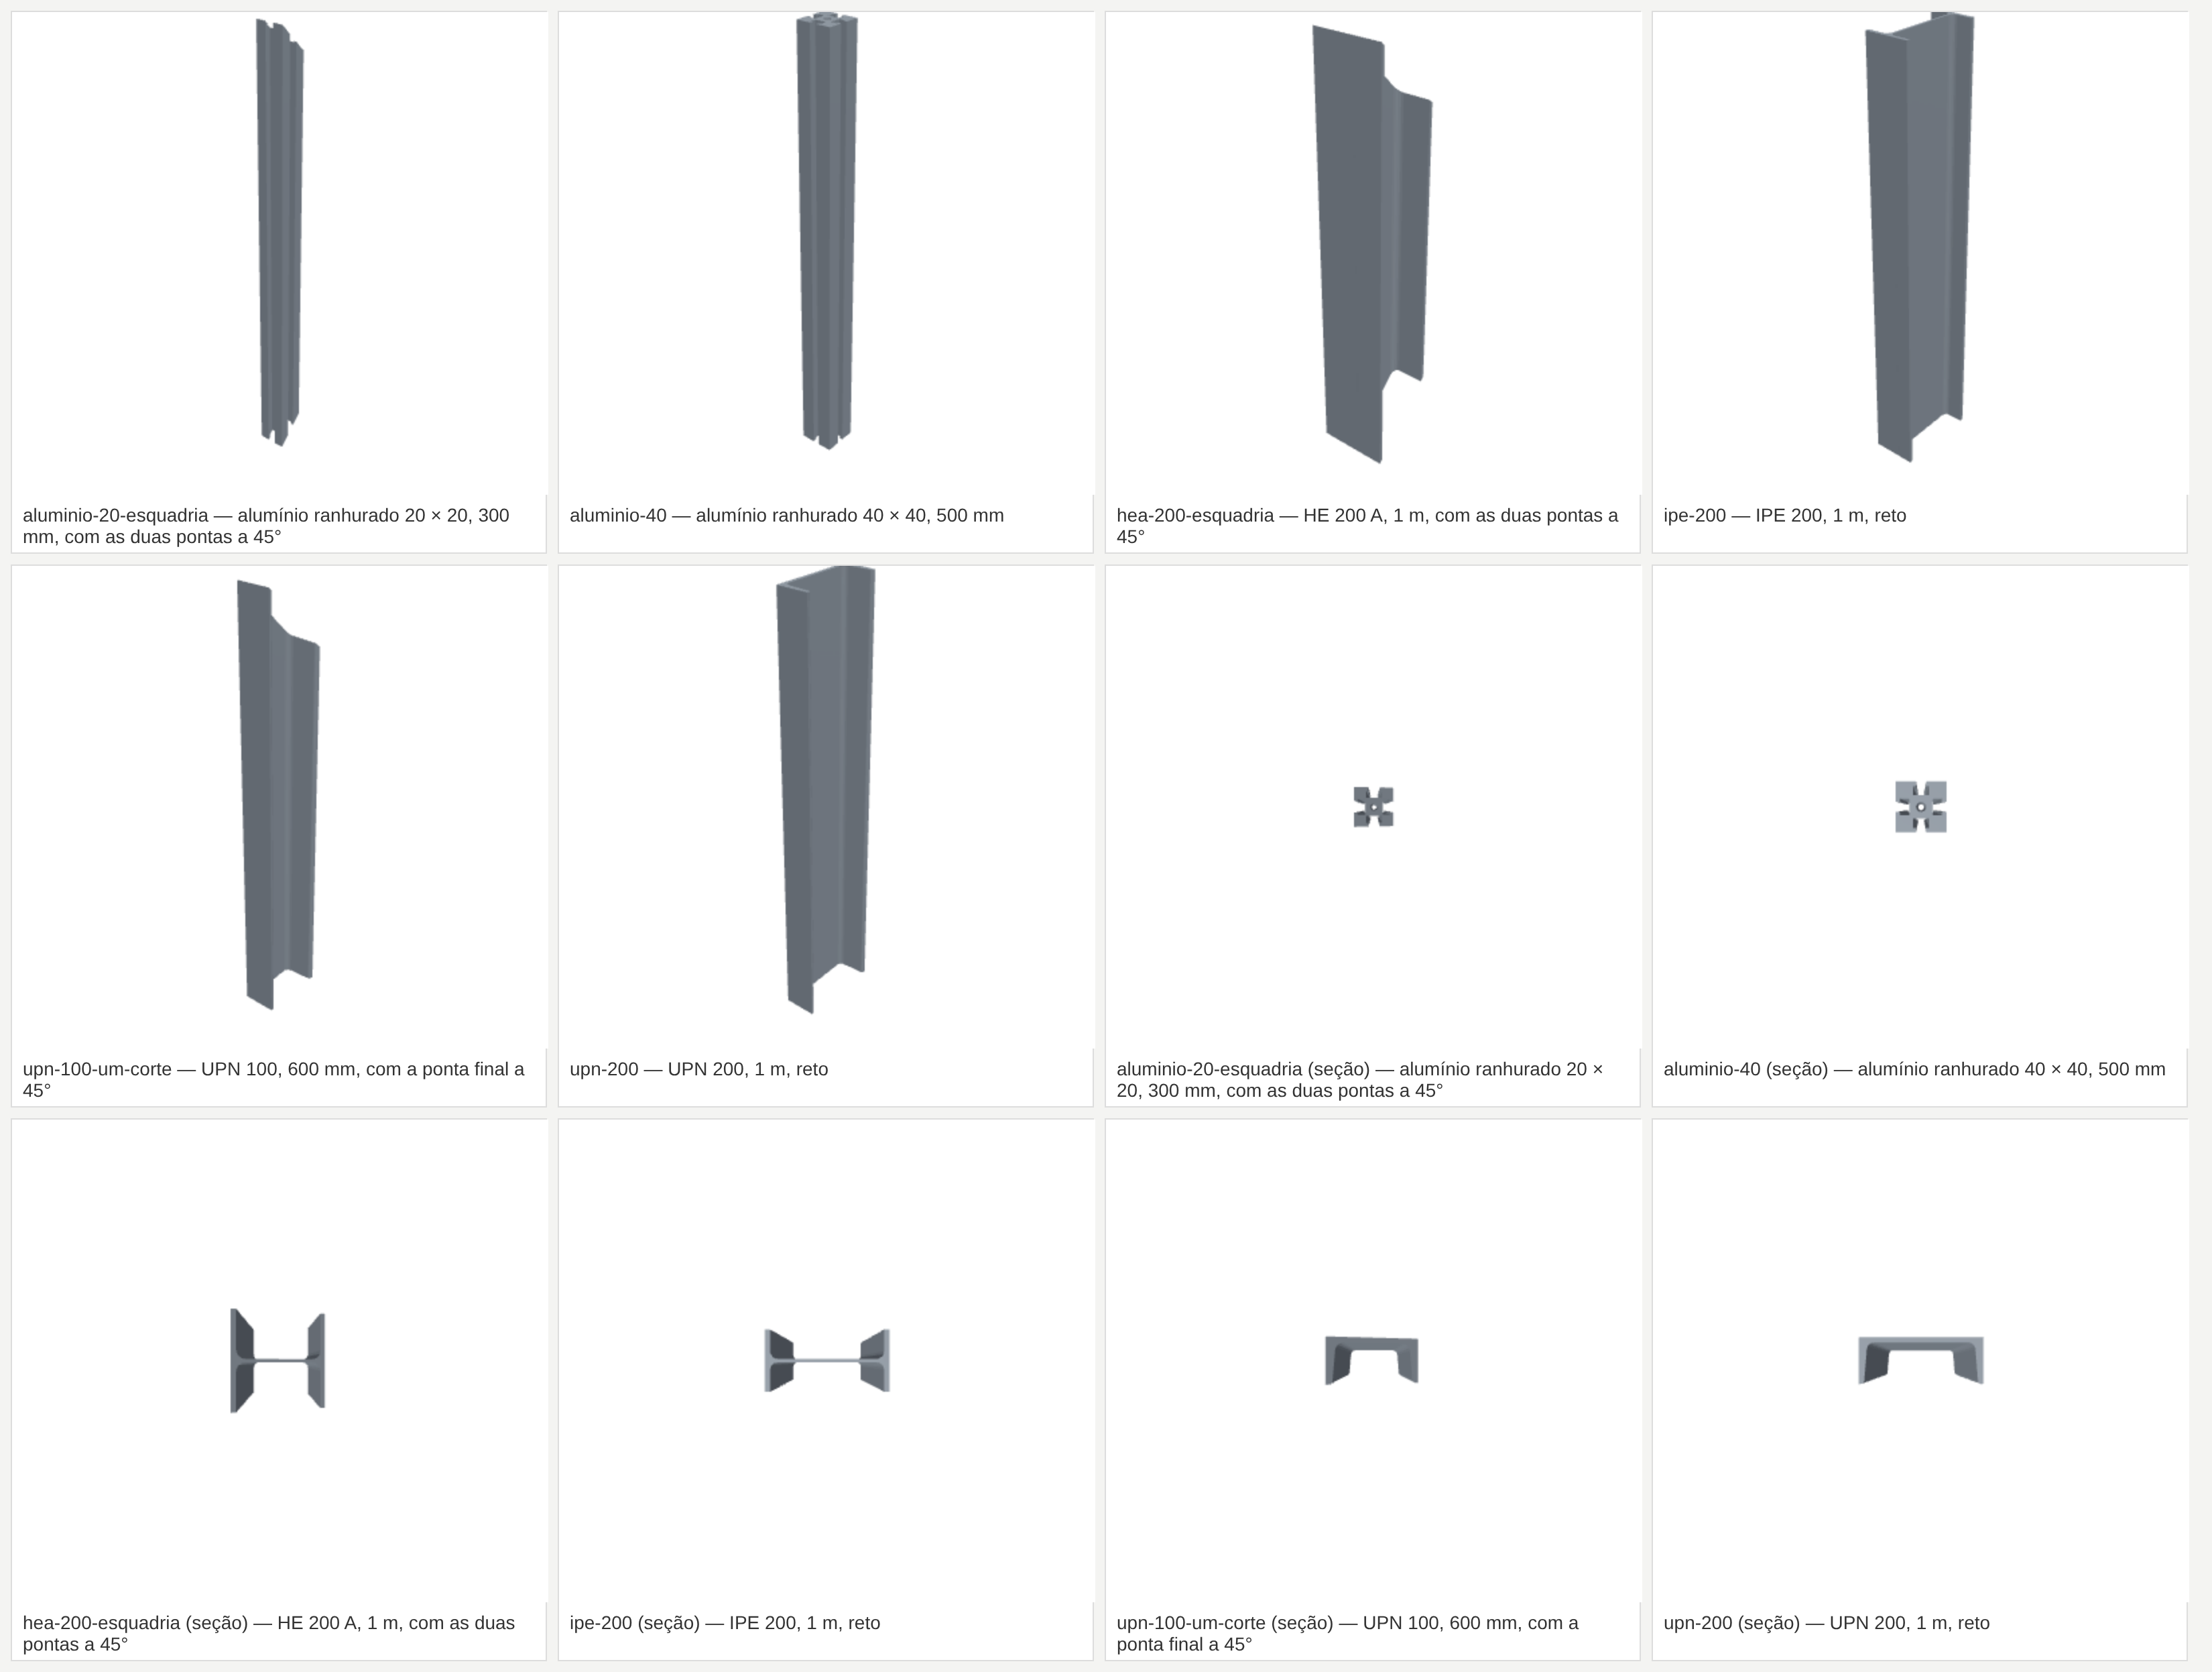 aluminio-20-esquadria — alumínio ranhurado 20 × 20, 300
mm, com as duas pontas a 45°
aluminio-40 — alumínio ranhurado 40 × 40, 500 mm
hea-200-esquadria — HE 200 A, 1 m, com as duas pontas a
45°
ipe-200 — IPE 200, 1 m, reto
upn-100-um-corte — UPN 100, 600 mm, com a ponta final a
45°
upn-200 — UPN 200, 1 m, reto
aluminio-20-esquadria (seção) — alumínio ranhurado 20 ×
20, 300 mm, com as duas pontas a 45°
aluminio-40 (seção) — alumínio ranhurado 40 × 40, 500 mm
hea-200-esquadria (seção) — HE 200 A, 1 m, com as duas
pontas a 45°
ipe-200 (seção) — IPE 200, 1 m, reto
upn-100-um-corte (seção) — UPN 100, 600 mm, com a
ponta final a 45°
upn-200 (seção) — UPN 200, 1 m, reto